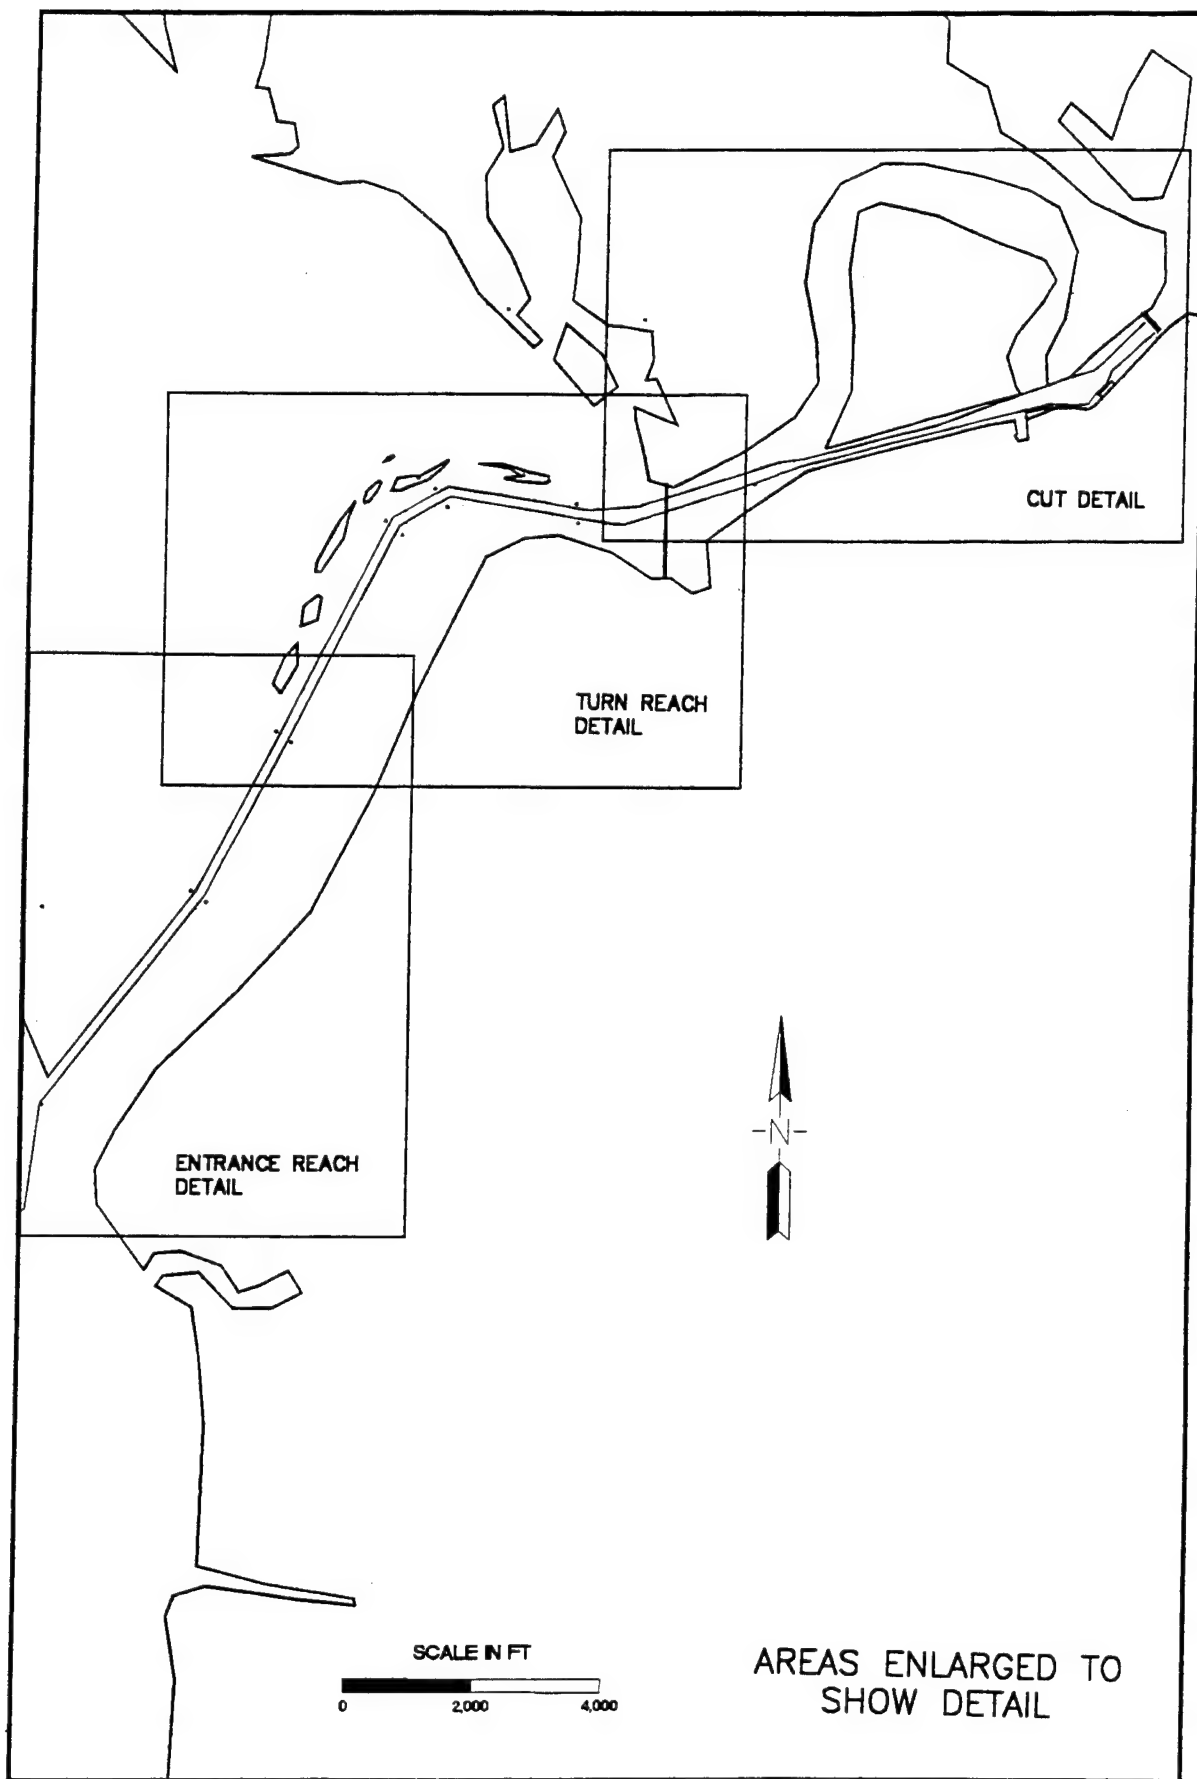 CUT DETAIL
TURN REACH
DETAIL
N
ENTRANCE REACH
DETAIL
SCALE IN FT
0 2,000 4,000
AREAS ENLARGED TO
SHOW DETAIL